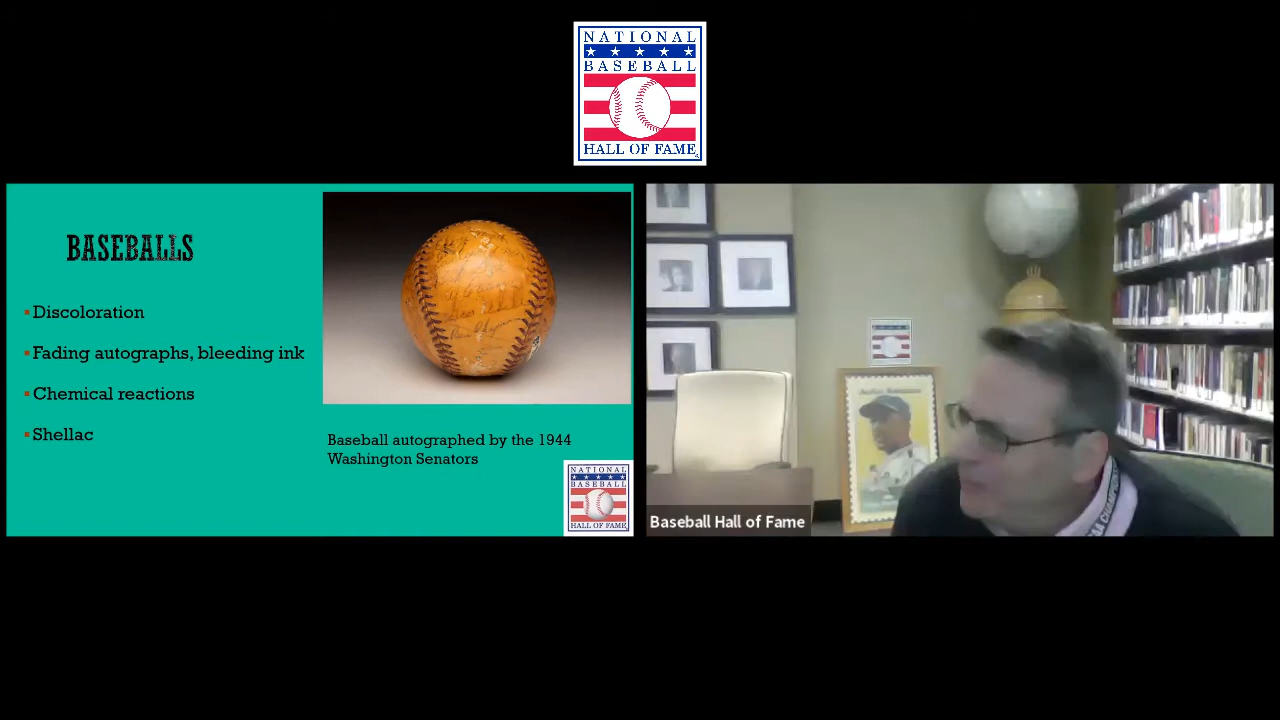 NATIONAL
BASEBALL
HALL OF FAME
BASEBALLS
Discoloration
Fading autographs, bleeding ink
Chemical reactions
Shellac
Baseball autographed by the 1944
Washington Senators
NATIONAL
BASEBALL
HALL OF FAME
Baseball Hall of Fame